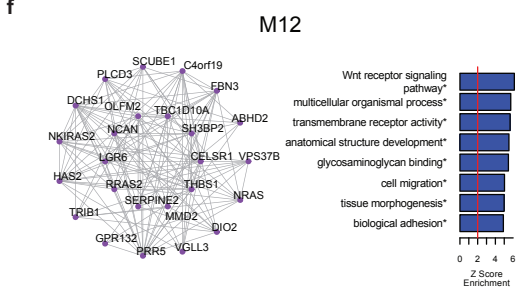 f
M12
SCUBE1
C4orf19
PLCD3
FBN3
DCHS1
OLFM2
TBC1D10A
ABHD2
NKIRAS2
NCAN
SH3BP2
LGR6
CELSR1
VPS37B
HAS2
RRAS2
THBS1
NRAS
SERPINE2
TRIB1
MMD2
DIO2
GPR132
PRR5
VGLL3
Wnt receptor signaling
pathway*
multicellular organismal process*
transmembrane receptor activity*
anatomical structure development*
glycosaminoglycan binding*
cell migration*
tissue morphogenesis*
biological adhesion*
0 2 4 6
Z Score
Enrichment